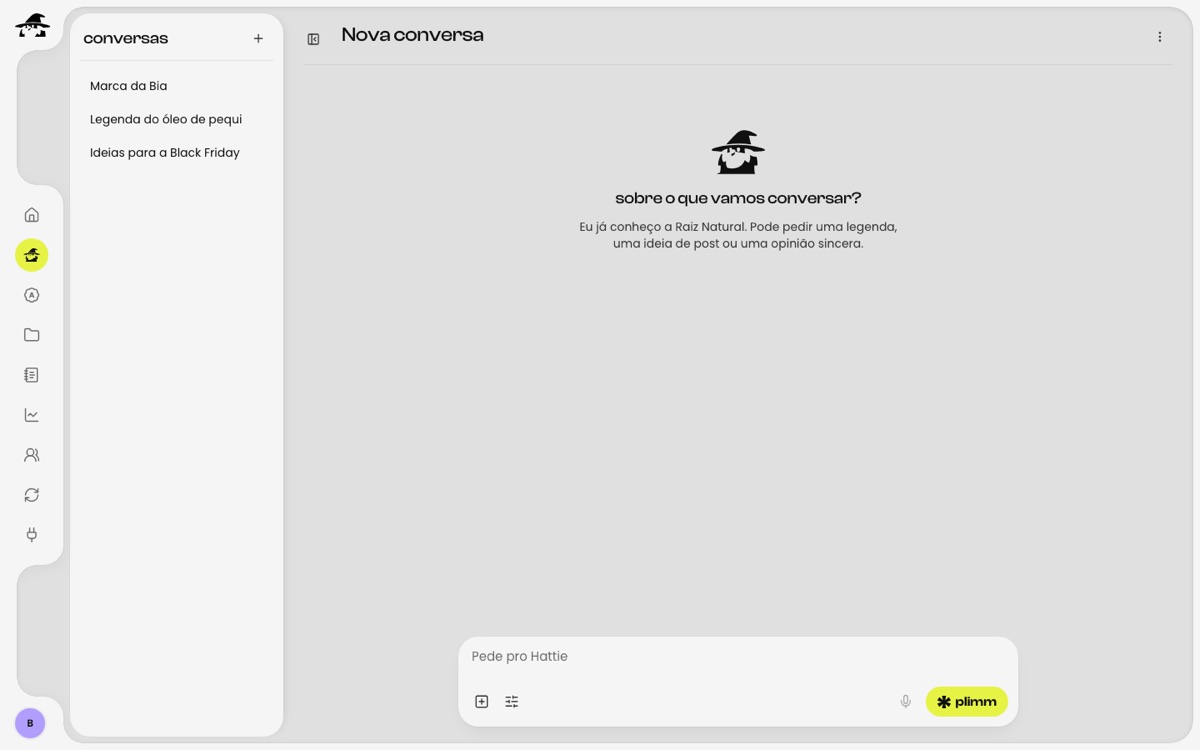 conversas
Marca da Bia
Legenda do óleo de pequi
Ideias para a Black Friday
A
B
Nova conversa
sobre o que vamos conversar?
Eu já conheço a Raiz Natural. Pode pedir uma legenda,
uma ideia de post ou uma opinião sincera.
Pede pro Hattie
plimm